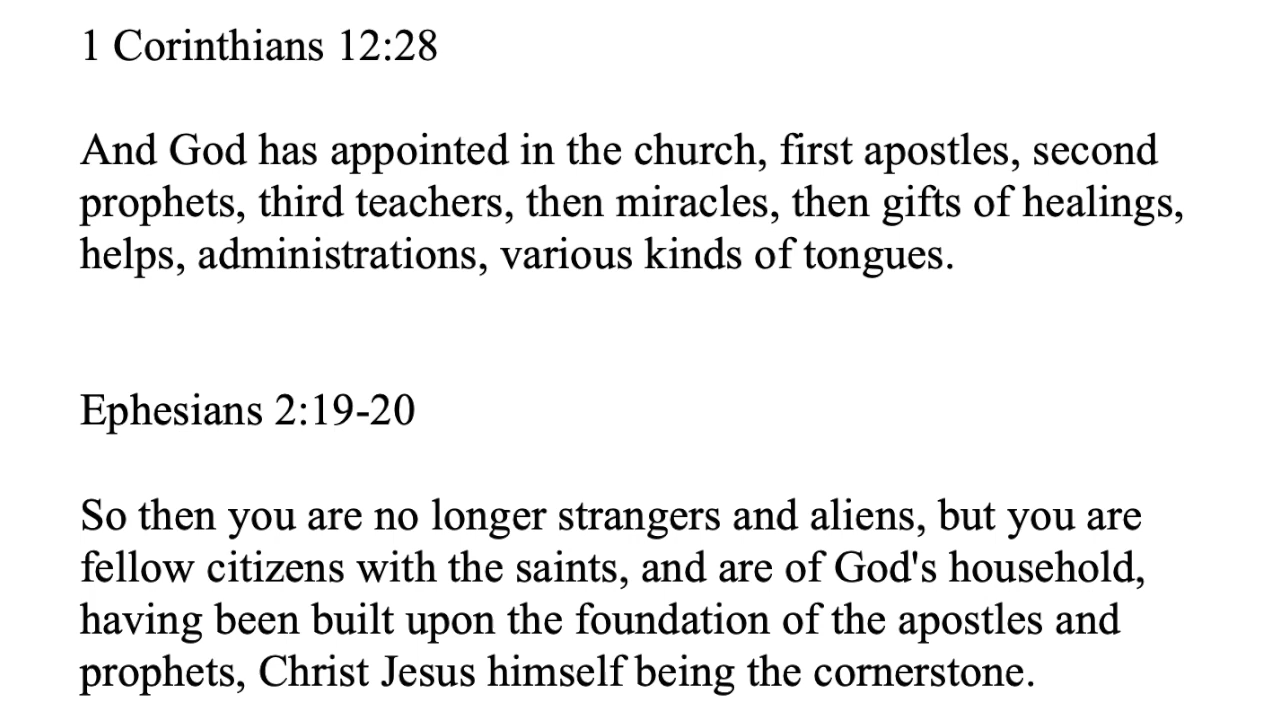 1 Corinthians 12:28
And God has appointed in the church, first apostles, second
prophets, third teachers, then miracles, then gifts of healings,
helps, administrations, various kinds of tongues.
Ephesians 2:19-20
So then you are no longer strangers and aliens, but you are
fellow citizens with the saints, and are of God's household,
having been built upon the foundation of the apostles and
prophets, Christ Jesus himself being the cornerstone.